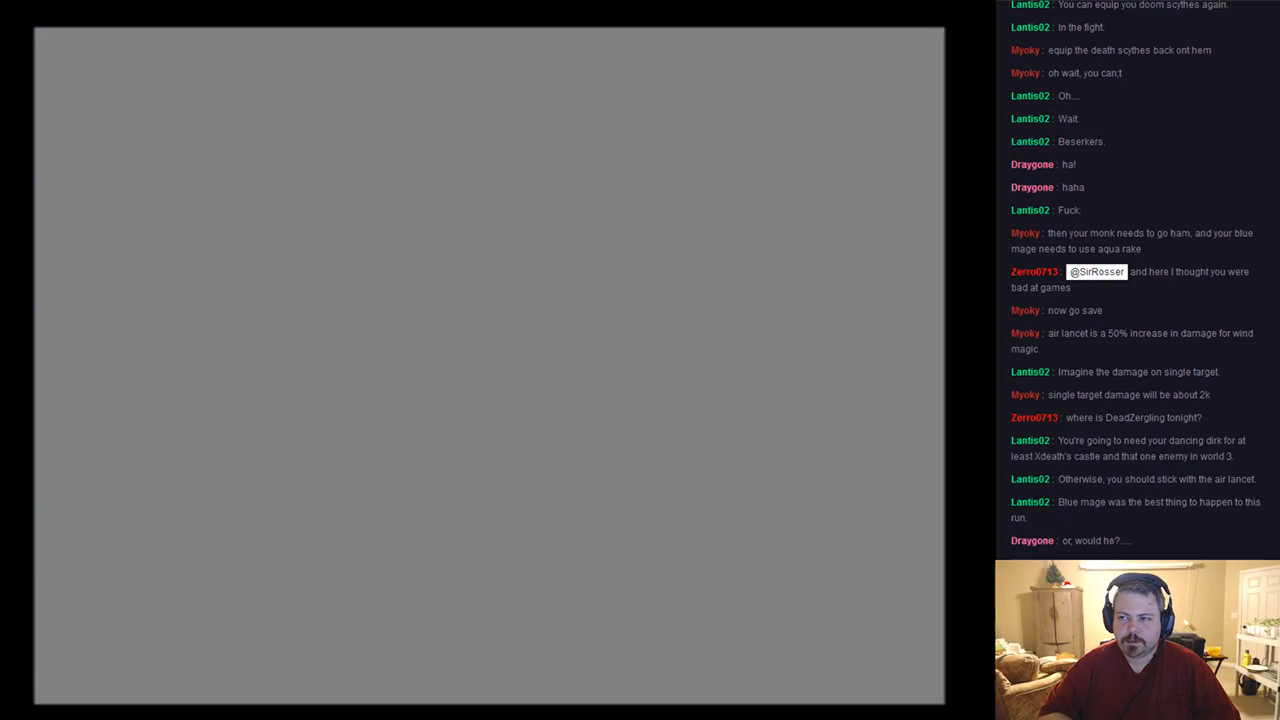 Lantis02 : You can equip you doom scythes again.
Lantis02 : In the fight.
Myoky : equip the death scythes back ont hem
Myoky : oh wait, you can;t
Lantis02 : Oh....
Lantis02 : Wait.
Lantis02 : Beserkers.
Draygone : ha!
Draygone : haha
Lantis02 : Fuck.
Myoky : then your monk needs to go ham, and your blue
mage needs to use aqua rake
Zerro0713 : @SirRosser and here I thought you were
bad at games
Myoky : now go save
Myoky : air lancet is a 50% increase in damage for wind
magic
Lantis02 : Imagine the damage on single target.
Myoky : single target damage will be about 2k
Zerro0713 : where is DeadZergling tonight?
Lantis02 : You're going to need your dancing dirk for at
least Xdeath's castle and that one enemy in world 3.
Lantis02 : Otherwise, you should stick with the air lancet.
Lantis02 : Blue mage was the best thing to happen to this
run.
Draygone : or, would he?.....